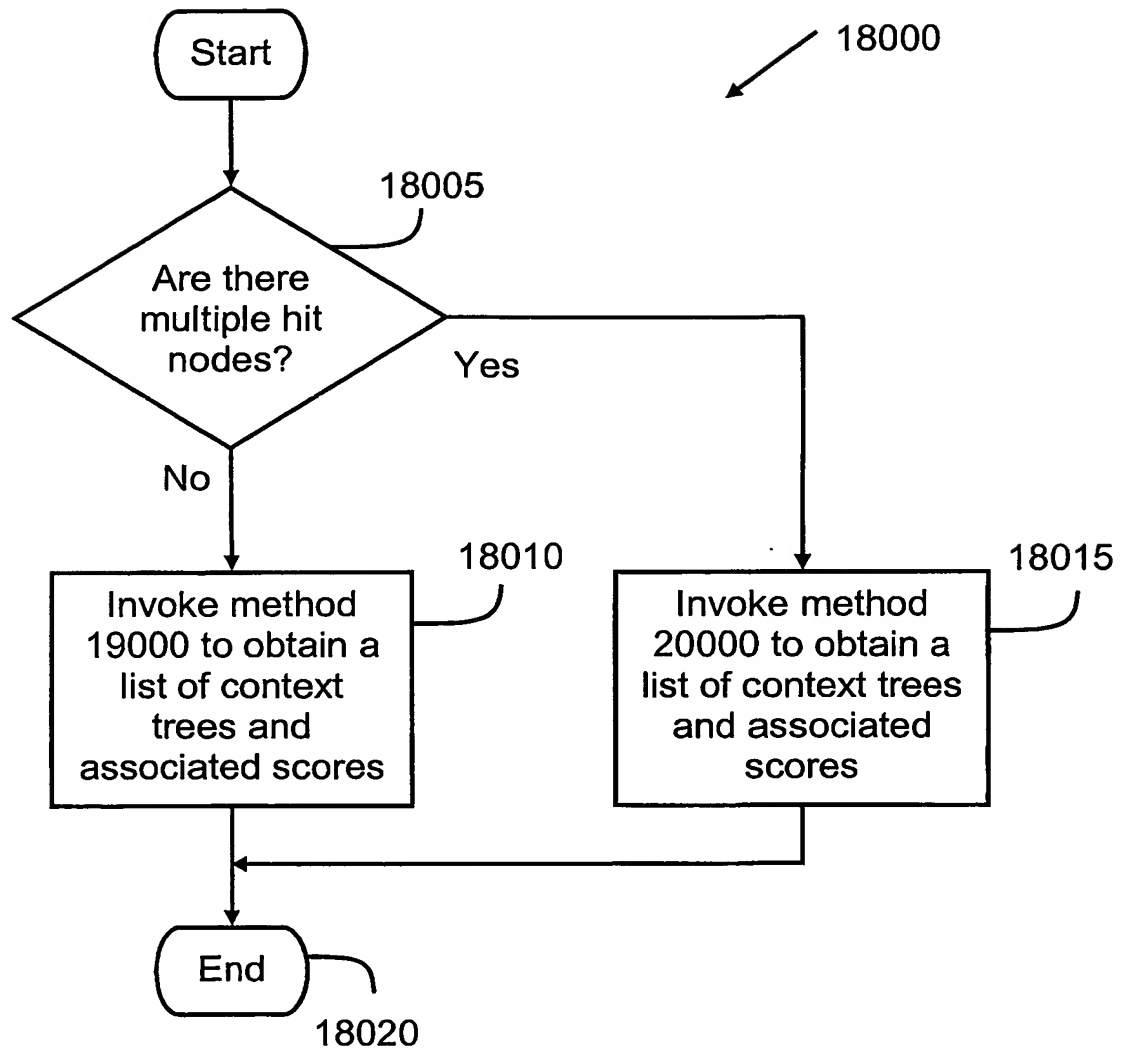 Start
18000
18005
Are there
multiple hit
nodes?
Yes
No
18010
18015
Invoke method
19000 to obtain a
list of context
trees and
associated scores
Invoke method
20000 to obtain a
list of context trees
and associated
scores
End
18020